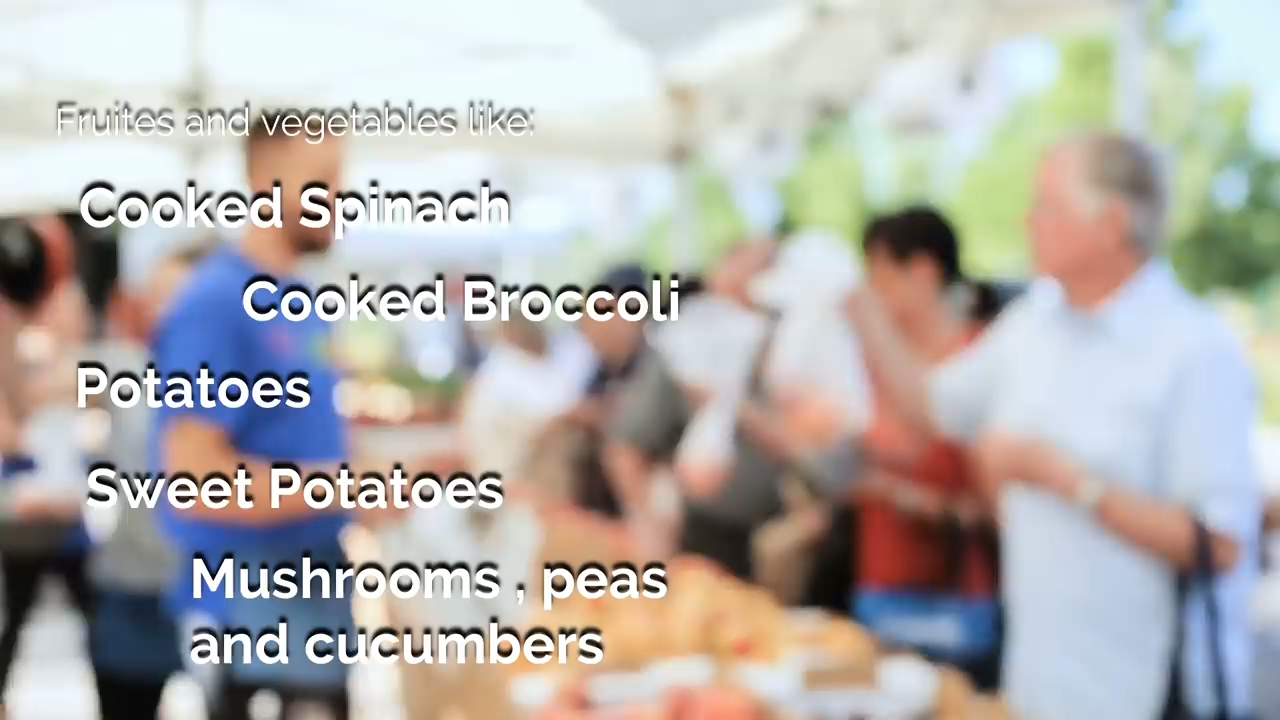 Fruites and vegetables like:
Cooked Spinach
Cooked Broccoli
Potatoes
Sweet Potatoes
Mushrooms , peas
and cucumbers